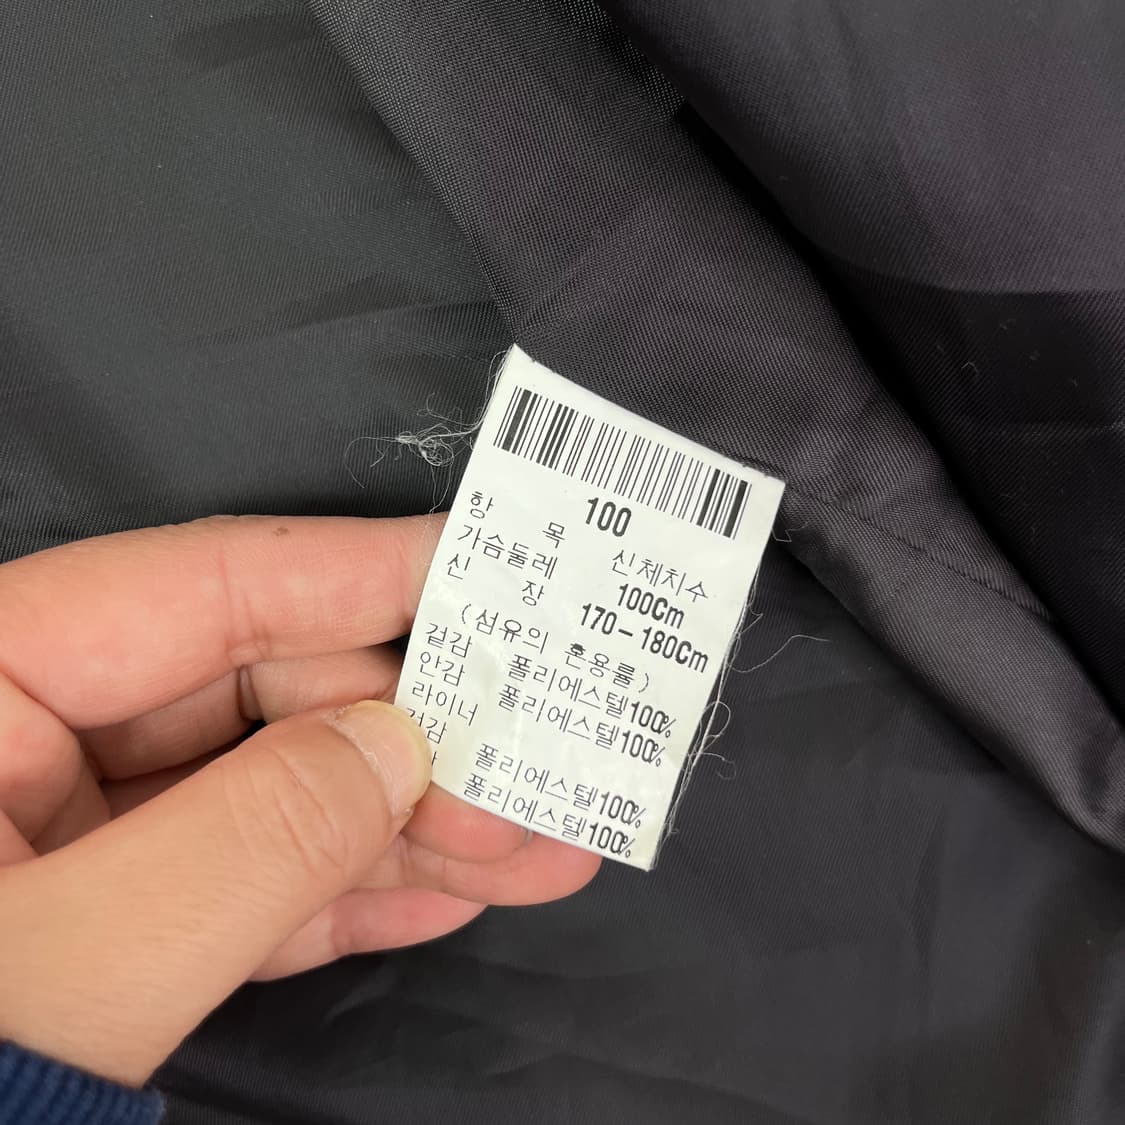 100
항 목 신체치수
가슴둘레 100Cm
신 장 170-180Cm
(섬유의 혼용률)
겉감 폴리에스텔100%
안감 폴리에스텔100%
라이너
겉감 폴리에스텔100%
폴리에스텔100%